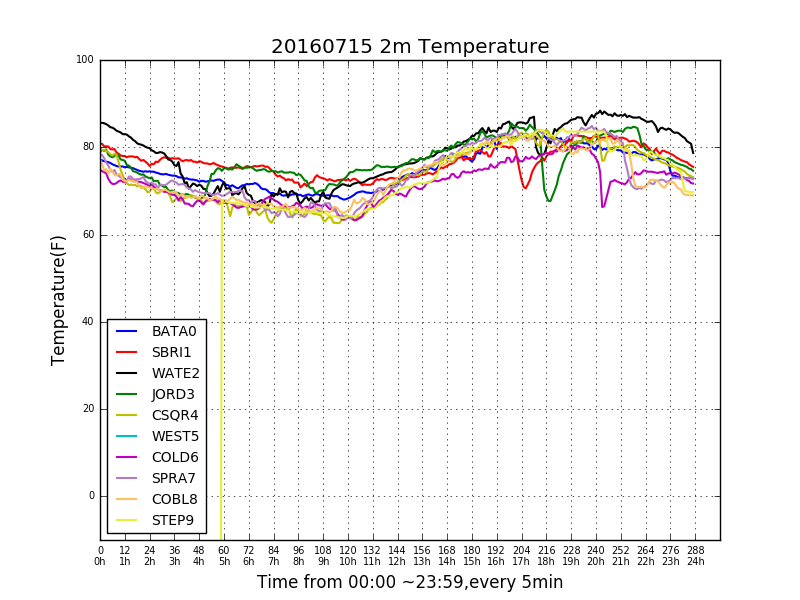 20160715 2m Temperature
100
80
60
40
20
0
Temperature(F)
BATA0
SBRI1
WATE2
JORD3
CSQR4
WEST5
COLD6
SPRA7
COBL8
STEP9
0 12 24 36 48 60 72 84 96 108 120 132 144 156 168 180 192 204 216 228 240 252 264 276 288
0h 1h 2h 3h 4h 5h 6h 7h 8h 9h 10h 11h 12h 13h 14h 15h 16h 17h 18h 19h 20h 21h 22h 23h 24h
Time from 00:00 ~23:59,every 5min